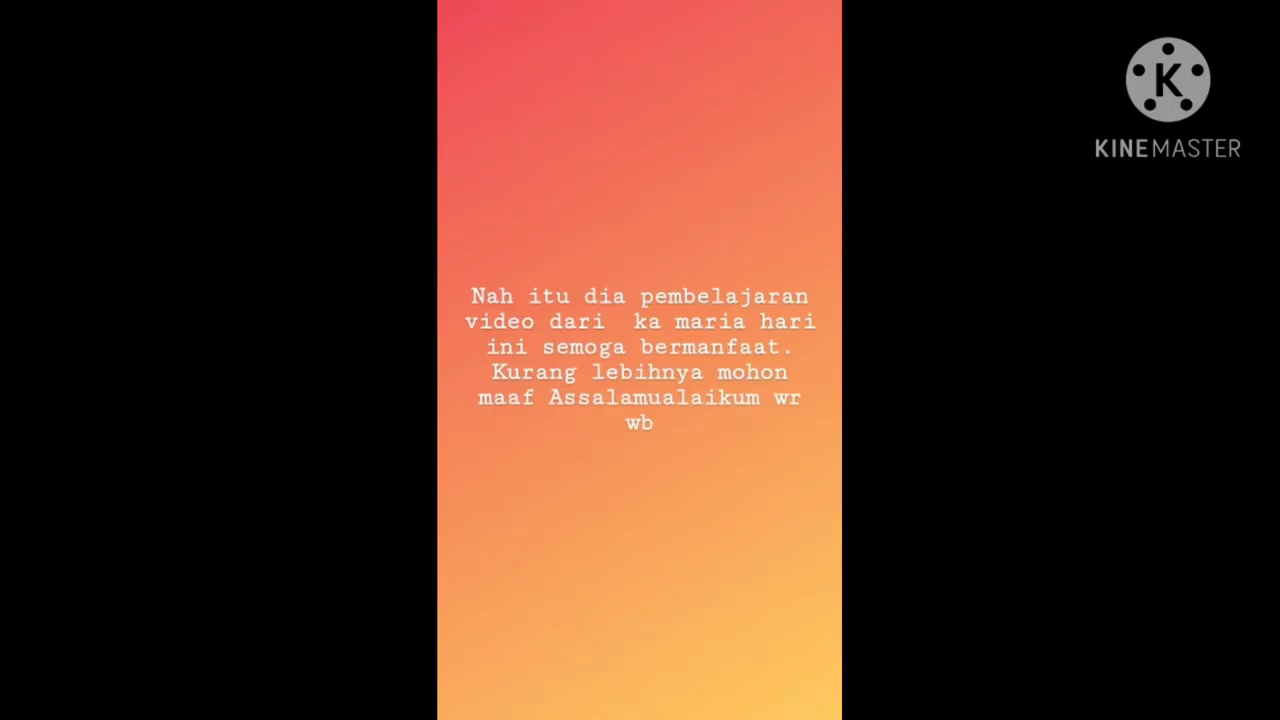 K
KINEMASTER
Nah itu dia pembelajaran
video dari  ka maria hari
ini semoga bermanfaat.
Kurang lebihnya mohon
maaf Assalamualaikum wr
wb